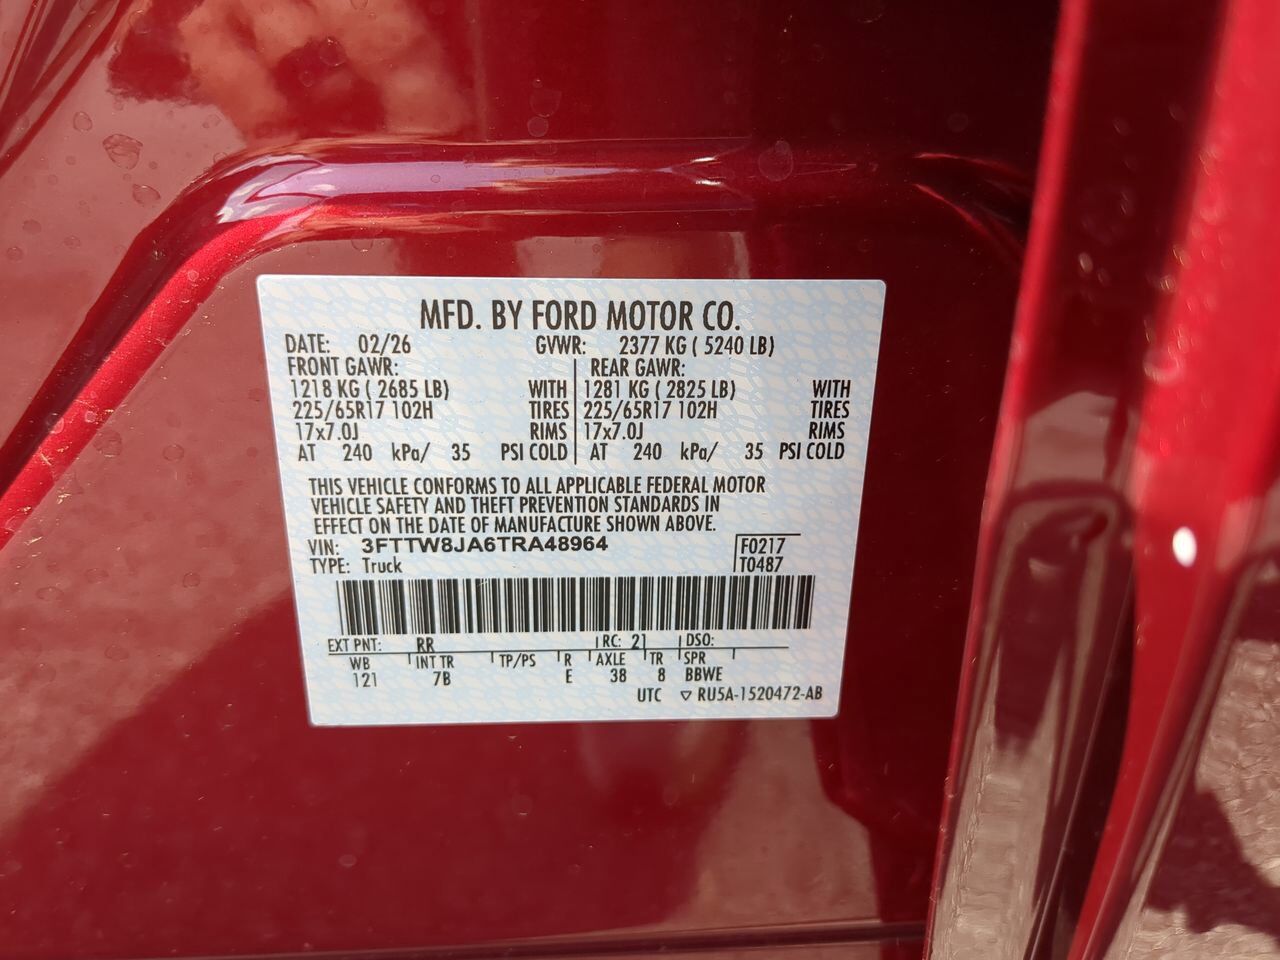 MFD. BY FORD MOTOR CO.
DATE: 02/26 GVWR: 2377 KG ( 5240 LB)
FRONT GAWR: REAR GAWR:
1218 KG ( 2685 LB) WITH 1281 KG ( 2825 LB) WITH
225/65R17 102H TIRES 225/65R17 102H TIRES
17x7.0J RIMS 17x7.0J RIMS
AT 240 kPa/ 35 PSI COLD AT 240 kPa/ 35 PSI COLD
THIS VEHICLE CONFORMS TO ALL APPLICABLE FEDERAL MOTOR
VEHICLE SAFETY AND THEFT PREVENTION STANDARDS IN
EFFECT ON THE DATE OF MANUFACTURE SHOWN ABOVE.
VIN: 3FTTW8JA6TRA48964 F0217
TYPE: Truck T0487
EXT PNT: RR RC: 21 DSO:
WB INT TR TP/PS R AXLE TR SPR
121 7B E 38 8 BBWE
UTC ▽ RU5A-1520472-AB